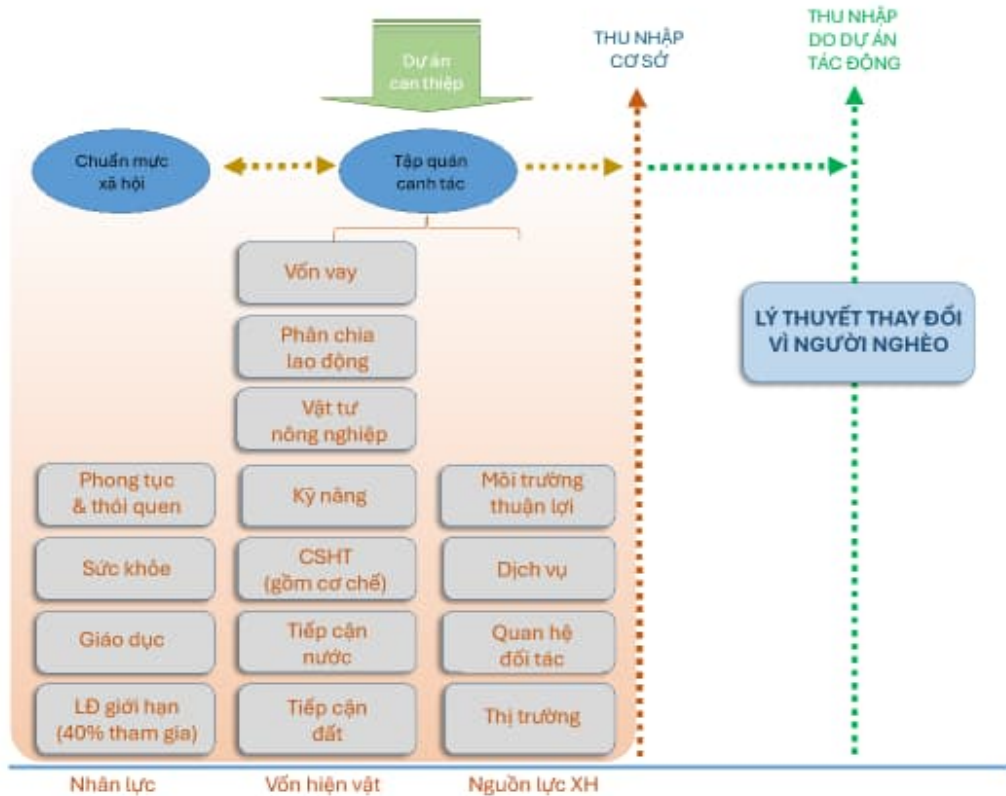 Dự án
can thiệp
THU NHẬP
CƠ SỞ
THU NHẬP
DO DỰ ÁN
TÁC ĐỘNG
Chuẩn mực
xã hội
Tập quán
canh tác
Vốn vay
Phân chia
lao động
Vật tư
nông nghiệp
LÝ THUYẾT THAY ĐỔI
VÌ NGƯỜI NGHÈO
Phong tục
& thói quen
Kỹ năng
Môi trường
thuận lợi
Sức khỏe
CSHT
(gồm cơ chế)
Dịch vụ
Giáo dục
Tiếp cận
nước
Quan hệ
đối tác
LĐ giới hạn
(40% tham gia)
Tiếp cận
đất
Thị trường
Nhân lực
Vốn hiện vật
Nguồn lực XH